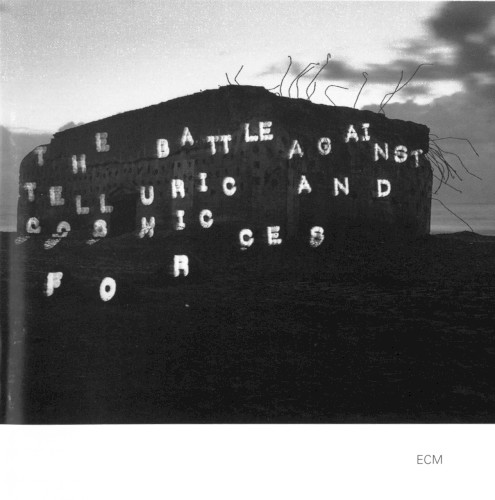 THE BATTLE AGAINST
TELLURIC AND
COSMIC
FORCES
ECM